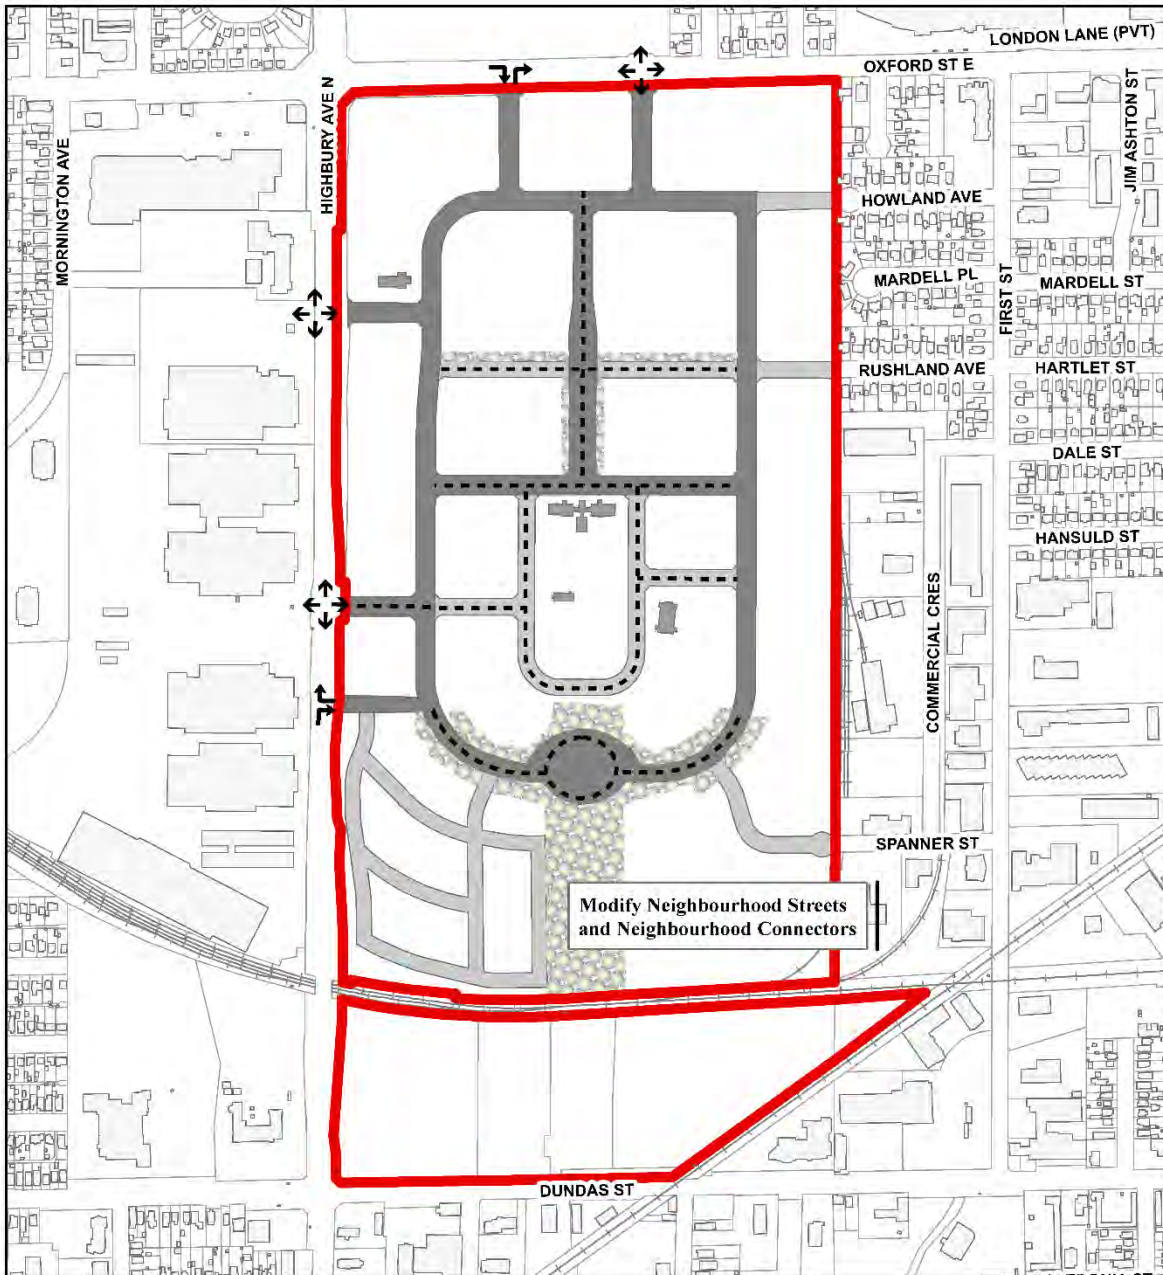 LONDON LANE (PVT)
OXFORD ST E
HIGHBURY AVE N
MORNINGTON AVE
JIM ASHTON ST
HOWLAND AVE
MARDELL PL
FIRST ST
MARDELL ST
RUSHLAND AVE
HARTLET ST
DALE ST
HANSULD ST
COMMERCIAL CRES
SPANNER ST
Modify Neighbourhood Streets
and Neighbourhood Connectors
DUNDAS ST